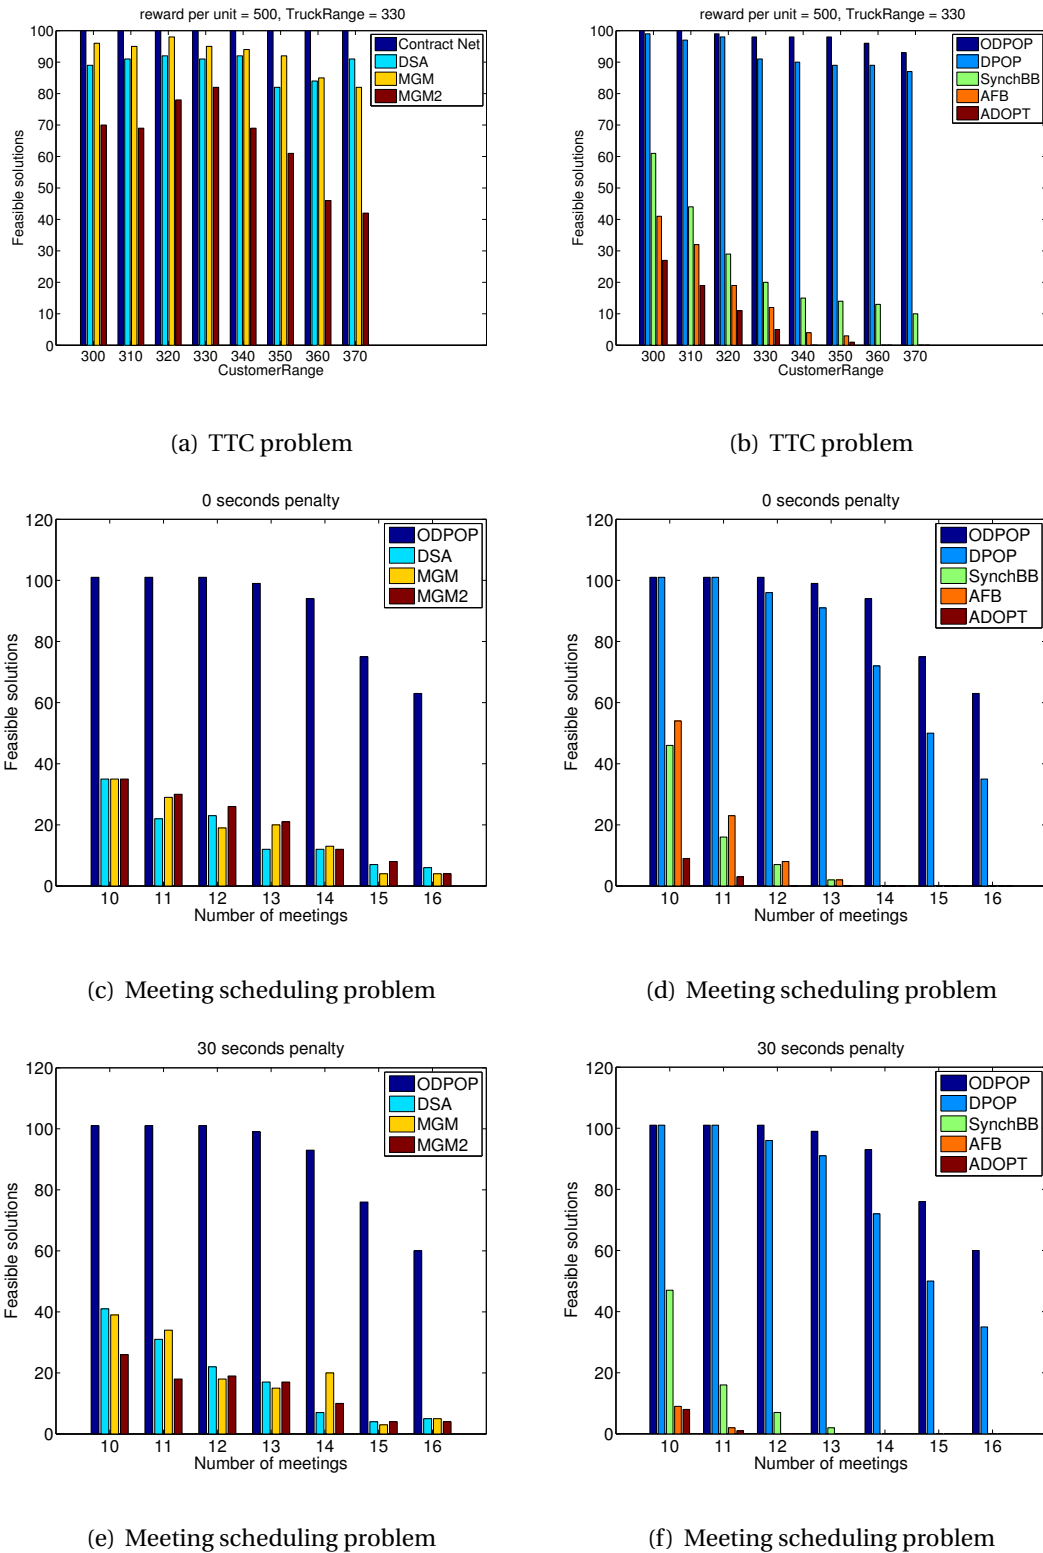 reward per unit = 500, TruckRange = 330
Feasible solutions
100
90
80
70
60
50
40
30
20
10
0
Contract Net
DSA
MGM
MGM2
300 310 320 330 340 350 360 370
CustomerRange
(a) TTC problem
reward per unit = 500, TruckRange = 330
Feasible solutions
100
90
80
70
60
50
40
30
20
10
0
ODPOP
DPOP
SynchBB
AFB
ADOPT
300 310 320 330 340 350 360 370
CustomerRange
(b) TTC problem
0 seconds penalty
Feasible solutions
120
100
80
60
40
20
0
ODPOP
DSA
MGM
MGM2
10 11 12 13 14 15 16
Number of meetings
(c) Meeting scheduling problem
0 seconds penalty
Feasible solutions
120
100
80
60
40
20
0
ODPOP
DPOP
SynchBB
AFB
ADOPT
10 11 12 13 14 15 16
Number of meetings
(d) Meeting scheduling problem
30 seconds penalty
Feasible solutions
120
100
80
60
40
20
0
ODPOP
DSA
MGM
MGM2
10 11 12 13 14 15 16
Number of meetings
(e) Meeting scheduling problem
30 seconds penalty
Feasible solutions
120
100
80
60
40
20
0
ODPOP
DPOP
SynchBB
AFB
ADOPT
10 11 12 13 14 15 16
Number of meetings
(f) Meeting scheduling problem